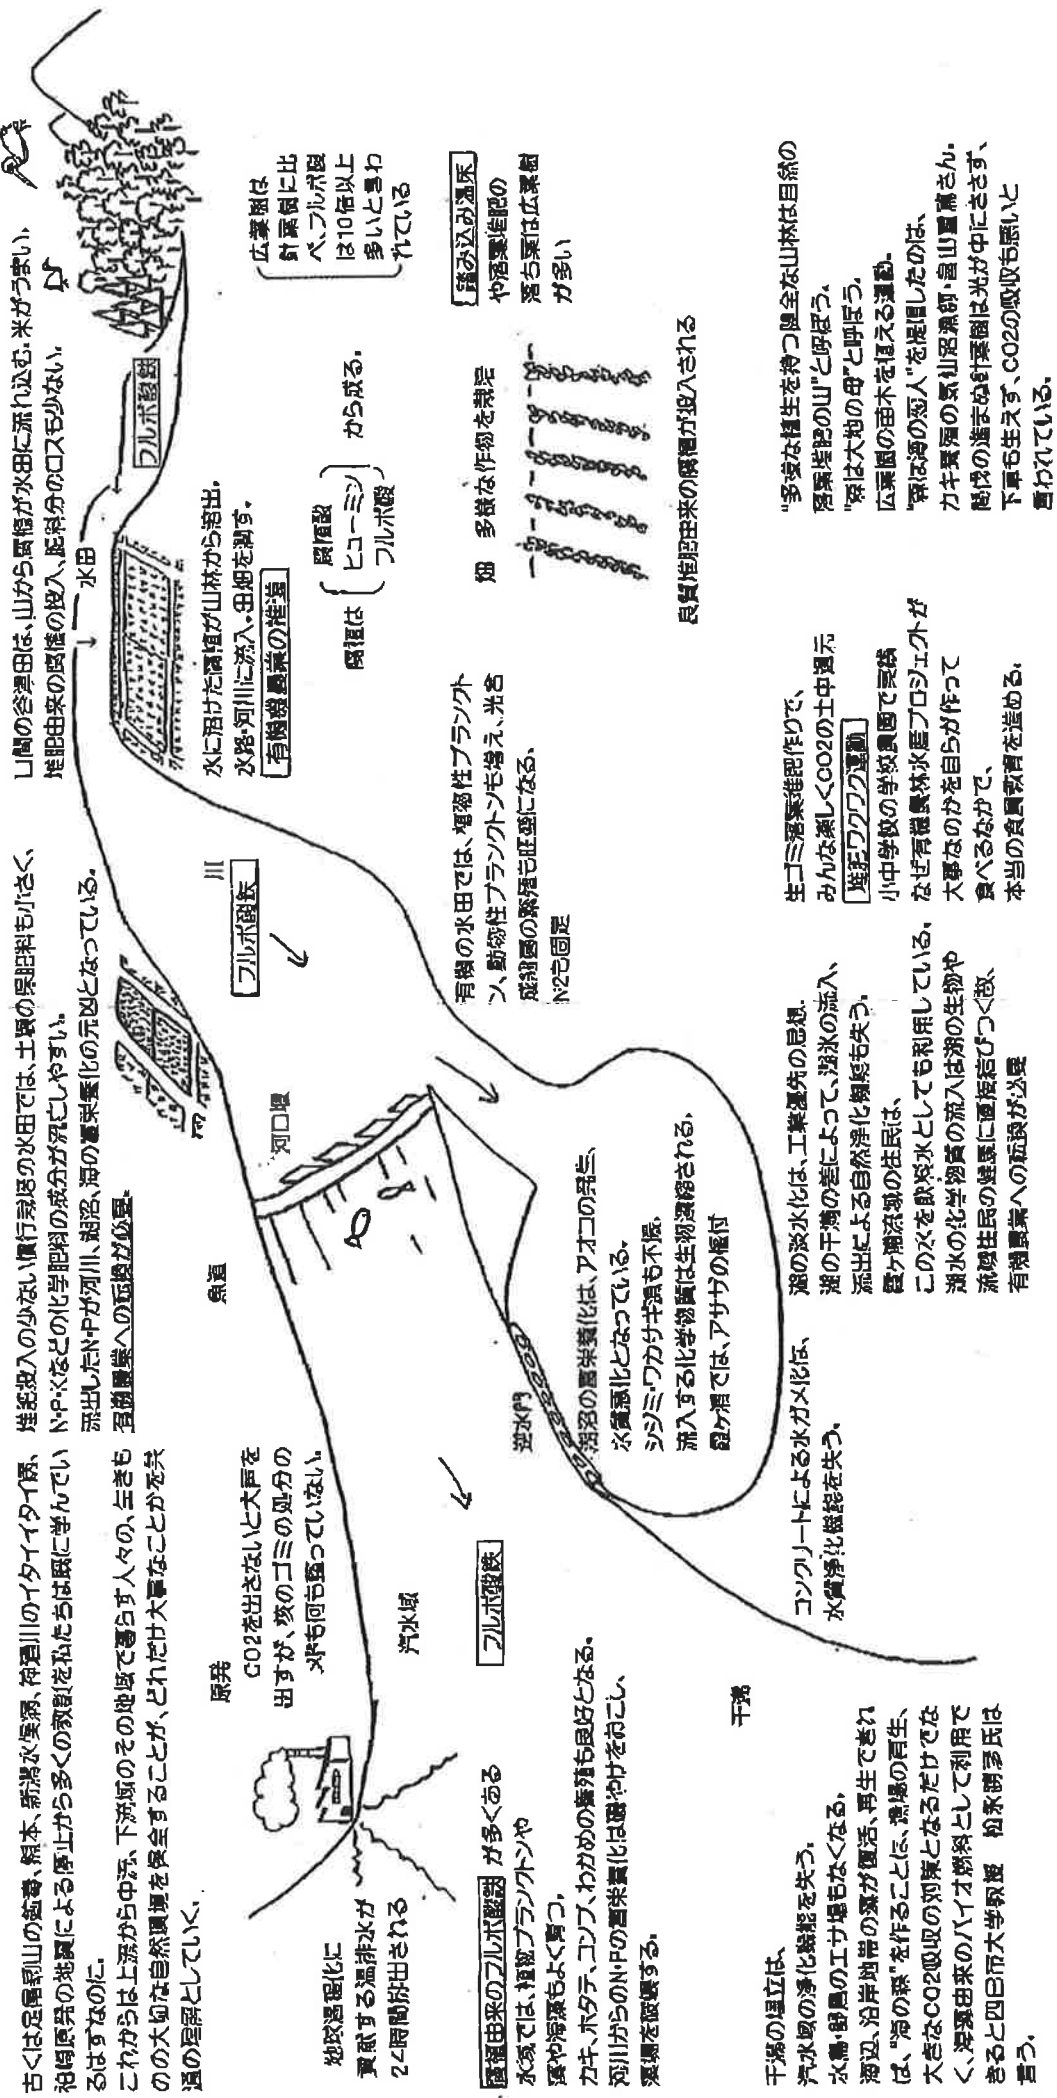 古くは足尾銅山の鉱毒、熊本、新潟水俣病、神通川のイタイイタイ病、
柏崎原発の地震による停止から多くの教訓を私たちは既に学んでい
るはずなのに。
これからは上流から中流、下流域のその地域で暮らす人々の、生きも
のの大切な自然環境を保全することが、どれだけ大事なことかを共
通の理解としていく。
堆肥投入の少ない慣行栽培の水田では、土壌の保肥料も小さく、
N・P・Kなどの化学肥料の成分が流亡しやすい。
流出したN・Pが河川、湖沼、海の富栄養化の元凶となっている。
有機農業への転換が必要。
山間の谷津田は、山から腐植が水田に流れ込む。米がうまい。
堆肥由来の腐植の投入、肥料分のロスも少ない。
水田
フルボ酸鉄
原発
CO2を出さないと大声を
出すが、核のゴミの処分の
メドも何も整っていない。
魚道
河口堰
川
フルボ酸鉄
水に溶けた腐植が山林から溶出。
水路・河川に流入。田畑を潤す。
有機農業の推進
広葉樹は
針葉樹に比
べ、フルボ酸
は10倍以上
多いと言わ
れている
腐植は
腐植酸
ヒューミン
フルボ酸
から成る。
地球温暖化に
貢献する温排水が
24時間排出される
汽水域
フルボ酸鉄
逆水門
有機の水田では、植物性プランクト
ン、動物性プランクトンも増え、光合
成細菌の繁殖も旺盛になる。
N2も固定
畑 多様な作物を栽培
良質堆肥由来の腐植が投入される
踏み込み温床
や落葉堆肥の
落ち葉は広葉樹
が多い
腐植由来のフルボ酸鉄が多くある
水域では、植物プランクトンや
藻や海藻もよく育つ。
カキ、ホタテ、コンブ、わかめの養殖も良好となる。
河川からのN・Pの富栄養化は磯やけをおこし、
藻場を破壊する。
湖沼の富栄養化は、アオコの発生、
水質悪化となっている。
シジミ・ワカサギ漁も不振。
流入する化学物質は生物濃縮される。
霞ヶ浦では、アサザの植付
干潟
干潟の埋立は、
汽水域の浄化機能を失う。
水鳥・野鳥のエサ場もなくなる。
海辺、沿岸地帯の藻が復活、再生できれ
ば、“海の森”を作ることは、漁場の再生、
大きなCO2吸収の対策となるだけでな
く、海藻由来のバイオ燃料として利用で
きると四日市大学教授 松永勝彦氏は
言う。
コンクリートによる水ガメ化は、
水質浄化機能を失う。
湖の淡水化は、工業優先の思想。
湖の干満の差によって、海水の流入、
流出による自然浄化機能も失う。
霞ヶ浦流域の住民は、
この水を飲料水としても利用している。
湖水の化学物質の流入は湖の生物や
流域住民の健康に直接結びつく故、
有機農業への転換が必要
生ゴミ落葉堆肥作りで、
みんな楽しくCO2の土中還元
堆肥ワクワク運動
小中学校の学校農園で実践
なぜ有機農林水産プロジェクトが
大事なのかを自らが作って
食べるなかで、
本当の食農教育を進める。
“多様な植生を持つ健全な山林は自然の
落葉堆肥の山”と呼ぼう。
“森は大地の母”と呼ぼう。
広葉樹の苗木を植える運動。
“森は海の恋人”を提唱したのは、
カキ養殖の気仙沼漁師・畠山重篤さん。
間伐の進まぬ針葉樹は光が中にささず、
下草も生えず、CO2の吸収も悪いと
言われている。